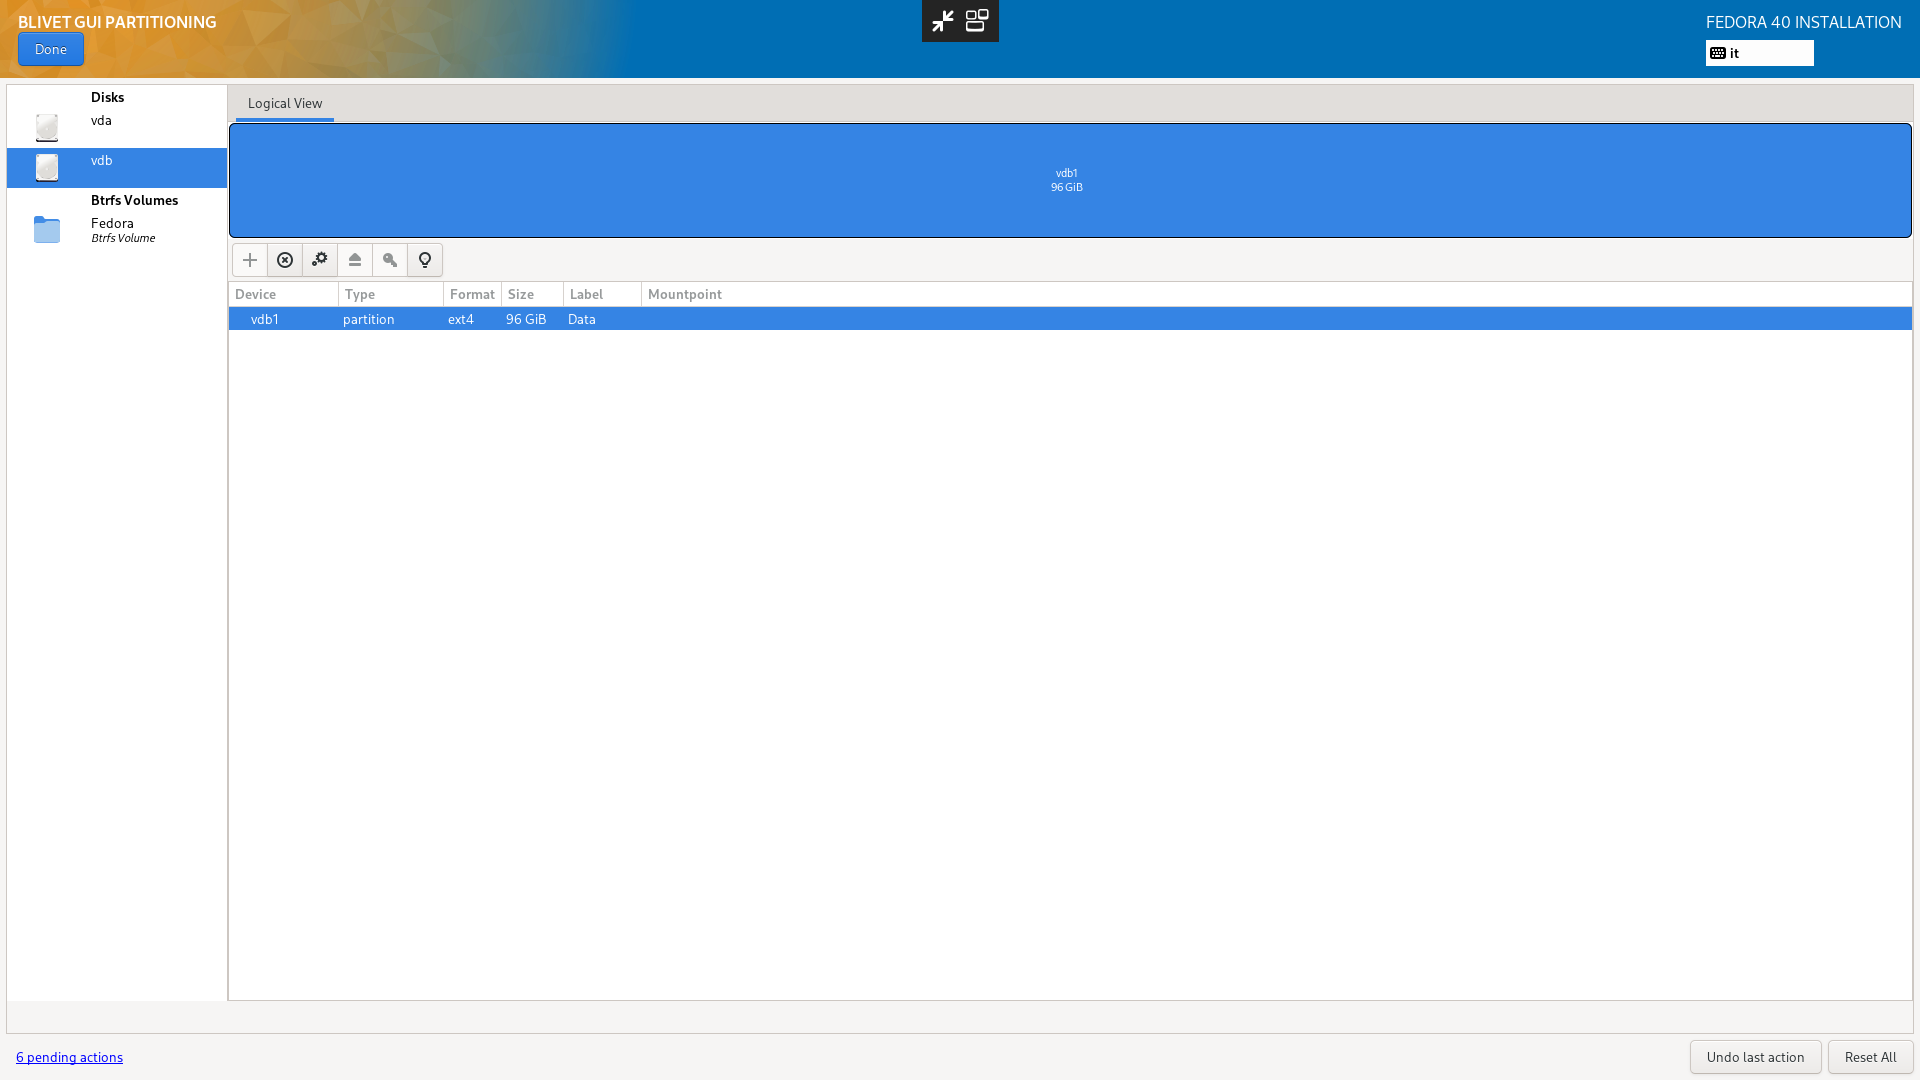 BLIVET GUI PARTITIONING
Done
FEDORA 40 INSTALLATION
it
Disks
vda
vdb
Btrfs Volumes
Fedora
Btrfs Volume
Logical View
vdb1
96 GiB
Device Type Format Size Label Mountpoint
vdb1 partition ext4 96 GiB Data
6 pending actions
Undo last action
Reset All